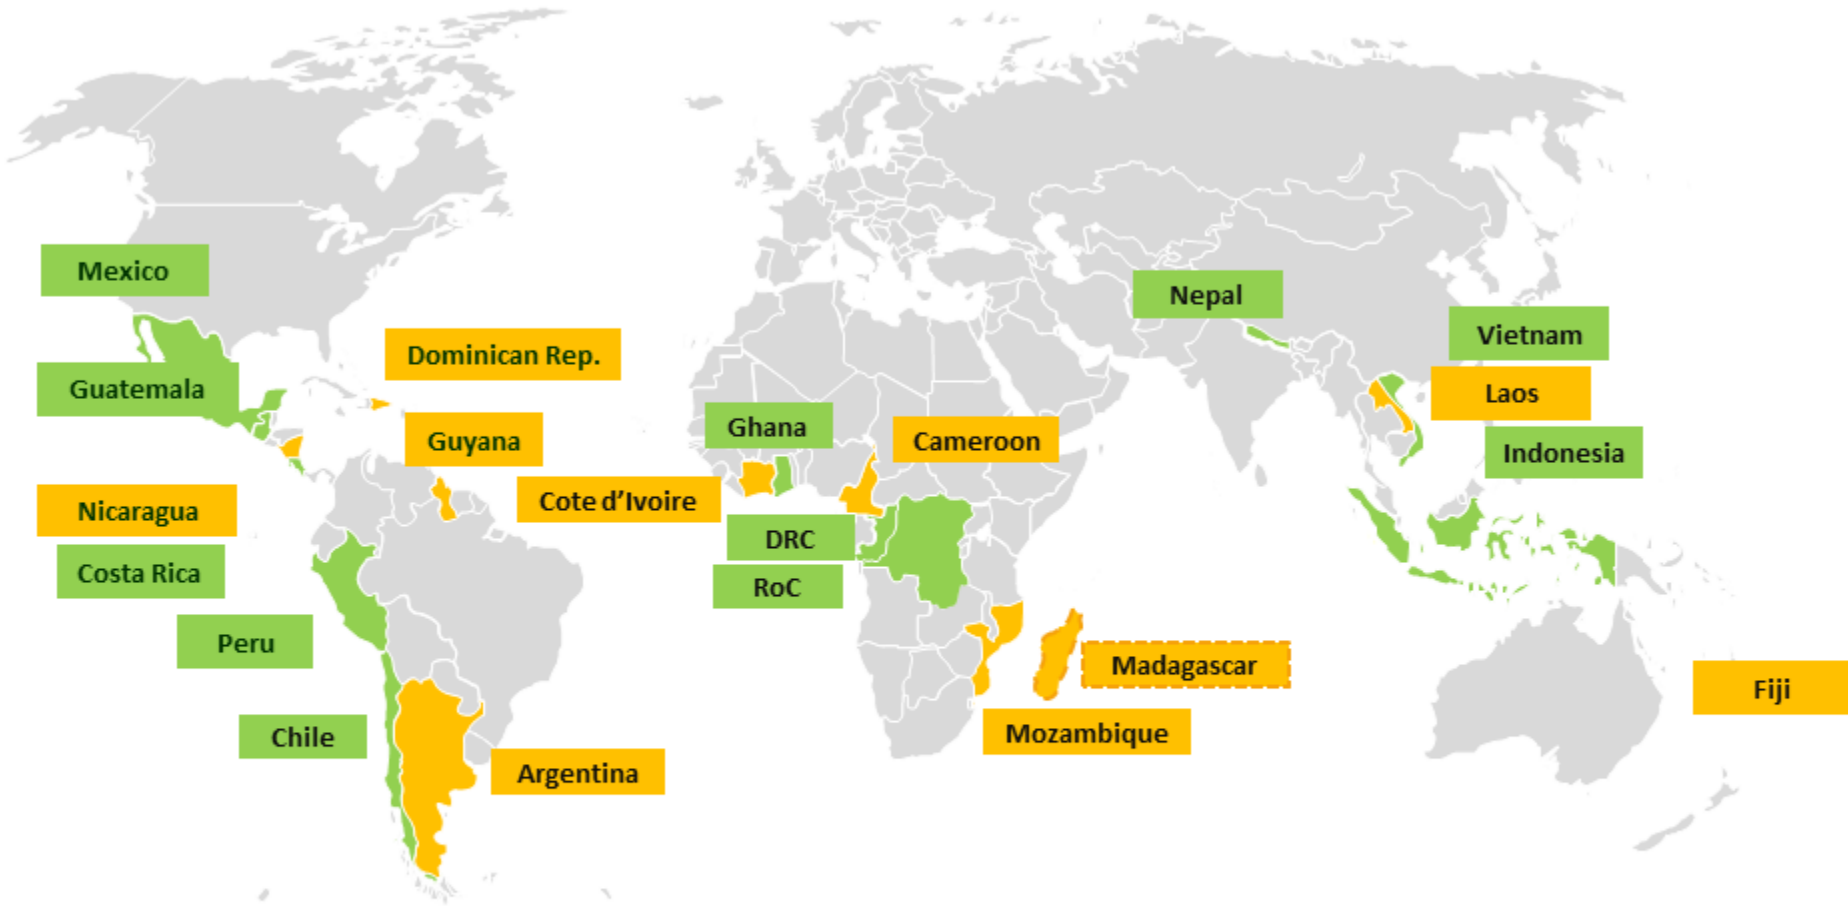 Mexico
Guatemala
Dominican Rep.
Guyana
Nicaragua
Costa Rica
Peru
Chile
Argentina
Ghana
Cameroon
Cote d’Ivoire
DRC
RoC
Madagascar
Mozambique
Nepal
Vietnam
Laos
Indonesia
Fiji